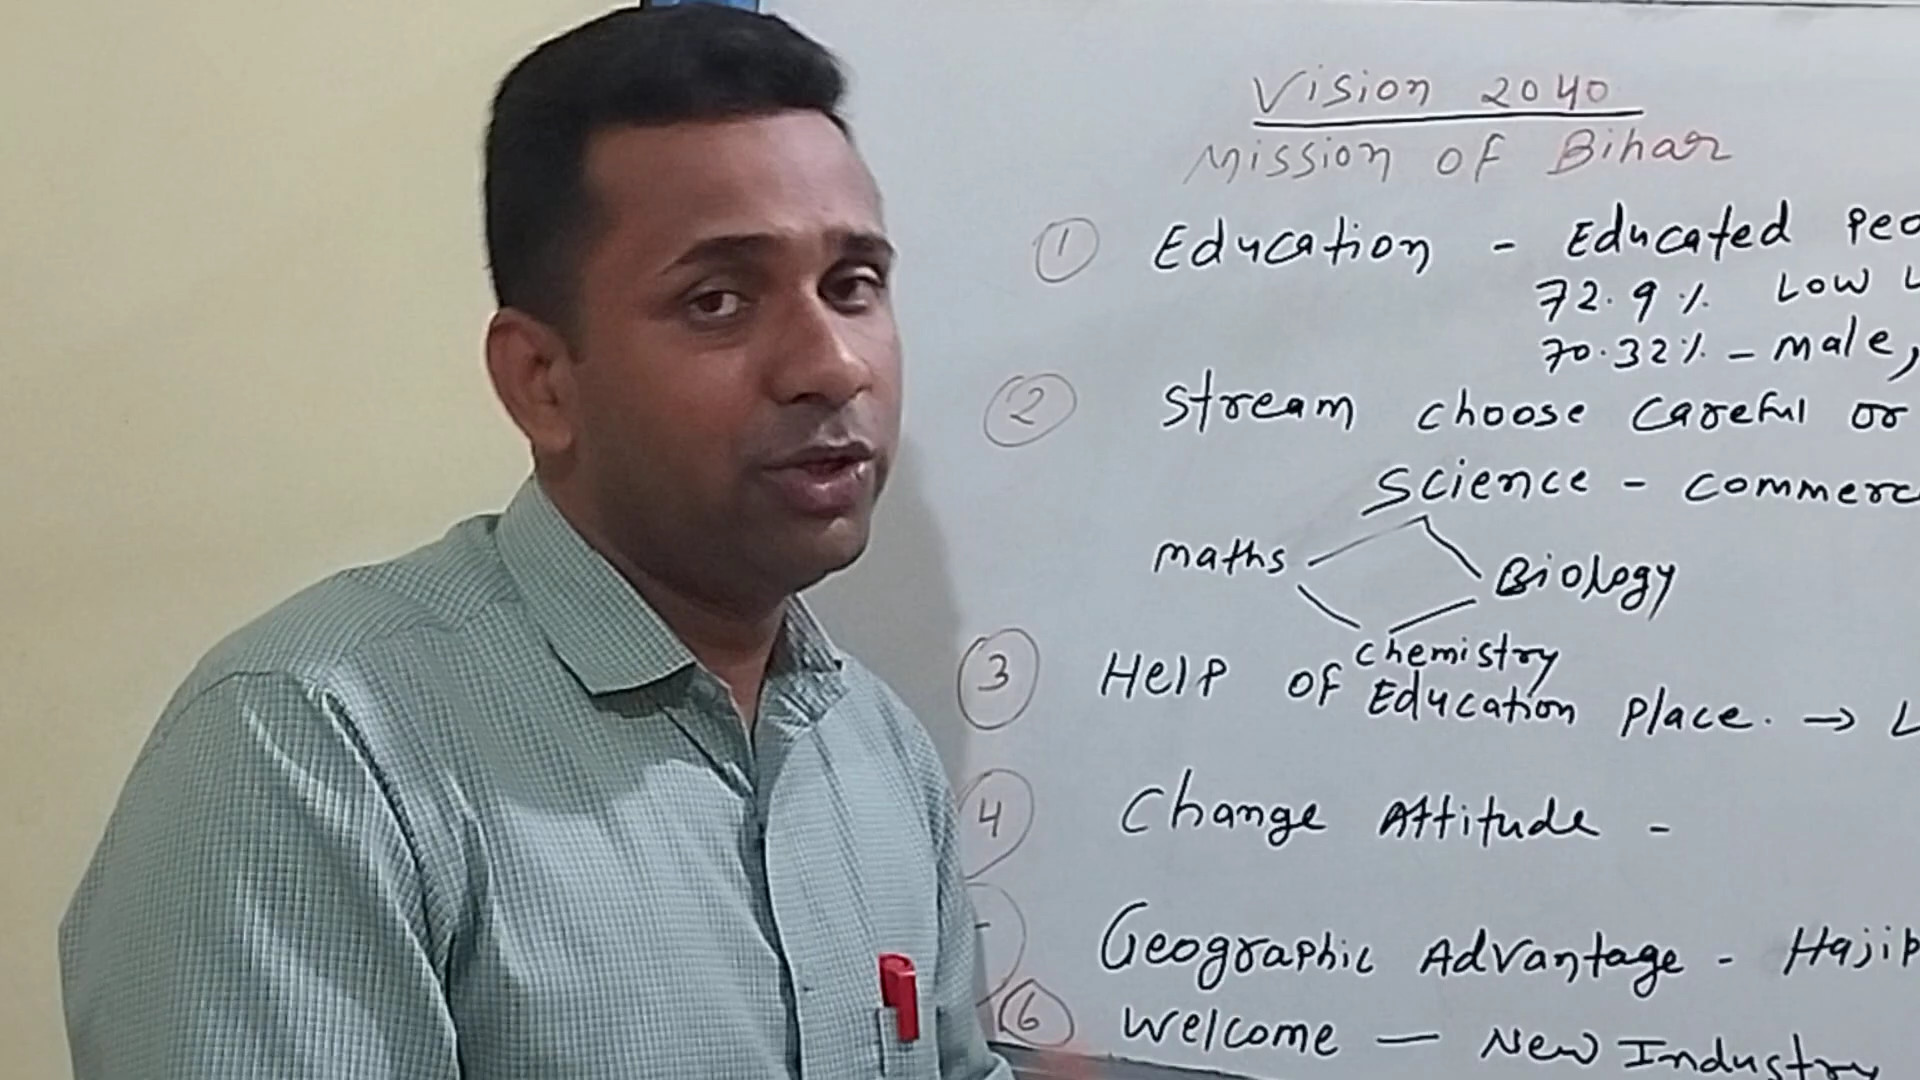 Vision 2040
Mission of Bihar
1 Education - Educated Peo
72.9% Low L
70.32% - male,
2 Stream choose Careful or
Science - commerc
maths Biology
chemistry
3 Help of Education Place. → L
4 Change Attitude -
Geographic Advantage - Hajip
6 Welcome — New Industry